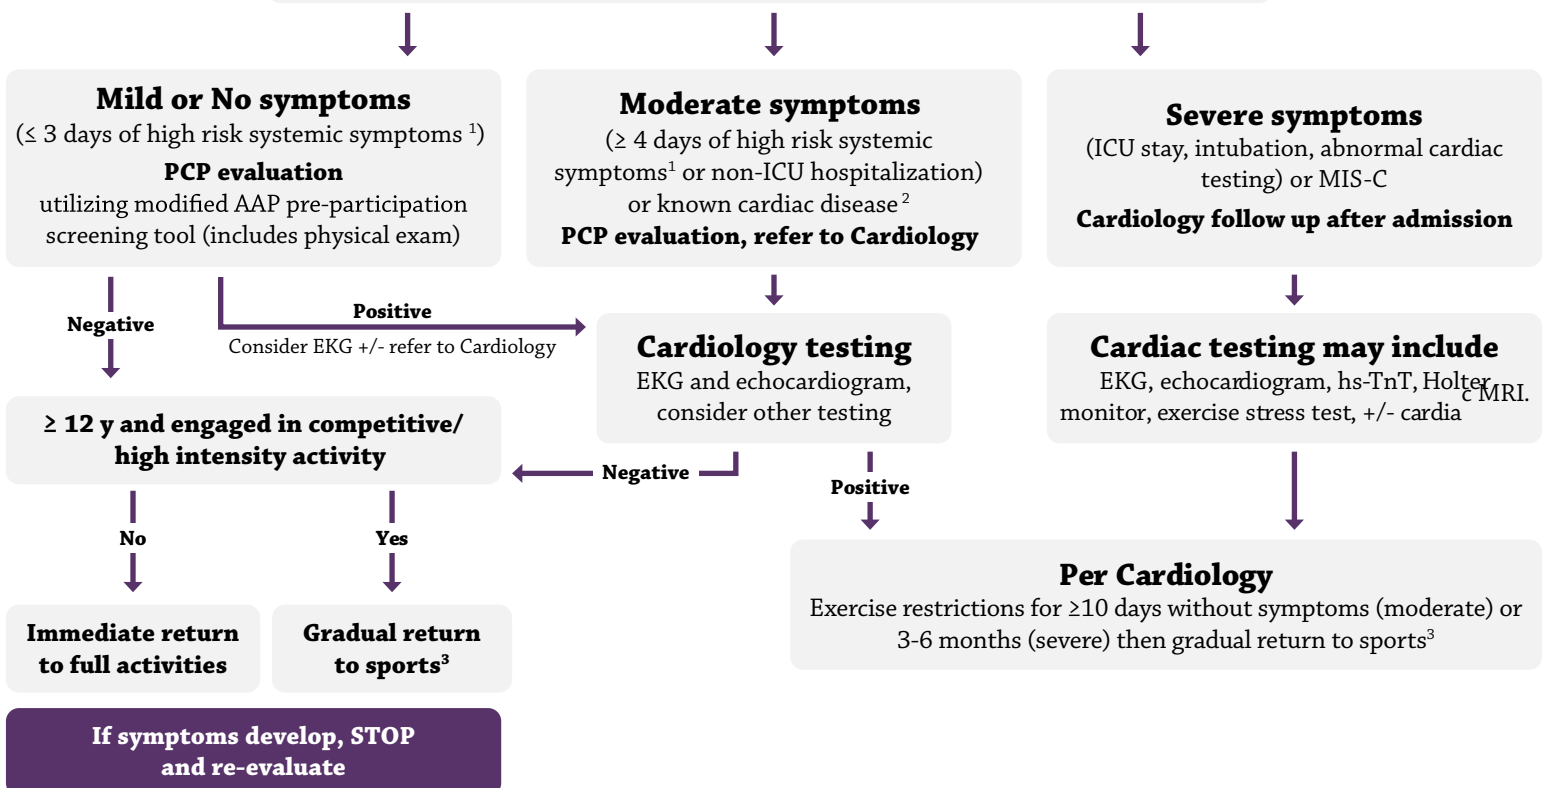 Mild or No symptoms
(≤ 3 days of high risk systemic symptoms ¹)
PCP evaluation
utilizing modified AAP pre-participation
screening tool (includes physical exam)
Moderate symptoms
(≥ 4 days of high risk systemic
symptoms¹ or non-ICU hospitalization)
or known cardiac disease ²
PCP evaluation, refer to Cardiology
Severe symptoms
(ICU stay, intubation, abnormal cardiac
testing) or MIS-C
Cardiology follow up after admission
Negative
Positive
Consider EKG +/- refer to Cardiology
Cardiology testing
EKG and echocardiogram,
consider other testing
Cardiac testing may include
EKG, echocardiogram, hs-TnT, Holter
monitor, exercise stress test, +/- cardiac MRI.
≥ 12 y and engaged in competitive/
high intensity activity
Negative
Positive
No
Yes
Per Cardiology
Exercise restrictions for ≥10 days without symptoms (moderate) or
3-6 months (severe) then gradual return to sports³
Immediate return
to full activities
Gradual return
to sports³
If symptoms develop, STOP
and re-evaluate